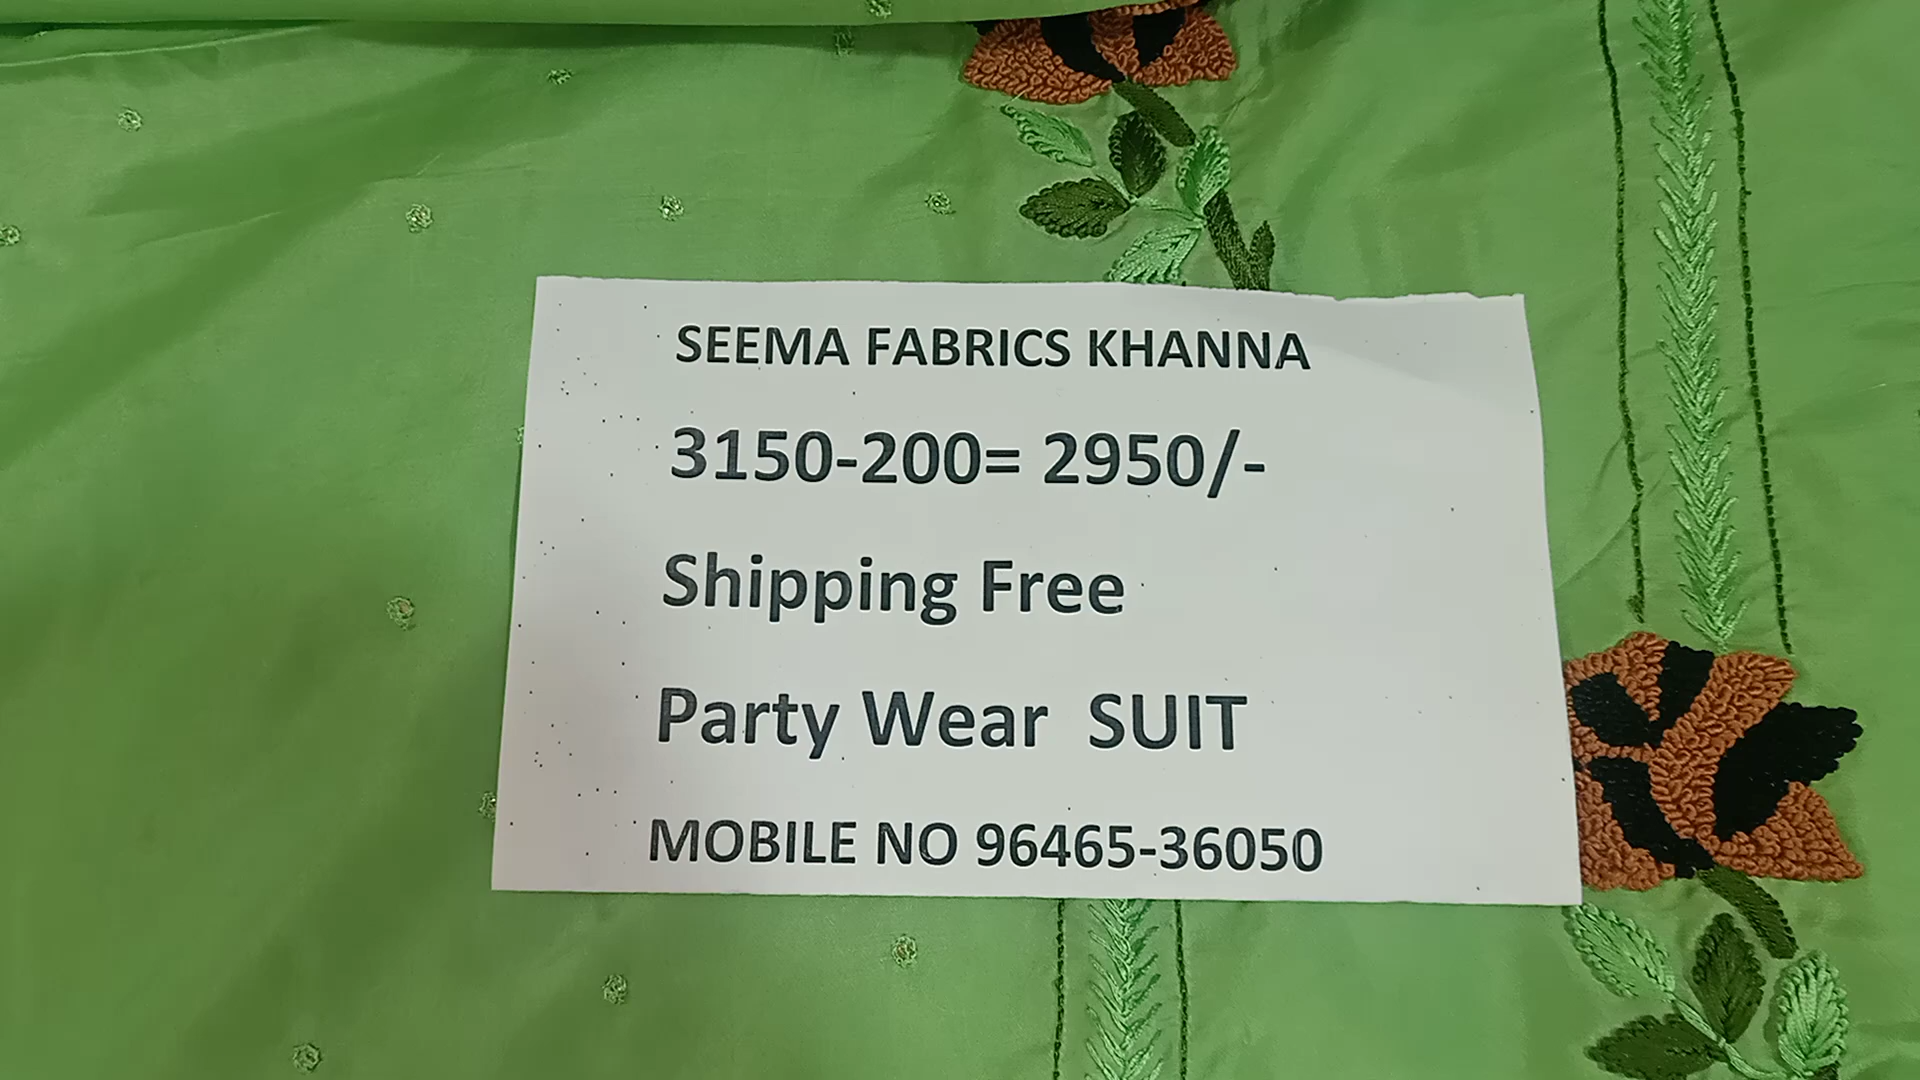 SEEMA FABRICS KHANNA
3150-200= 2950/-
Shipping Free
Party Wear SUIT
MOBILE NO 96465-36050